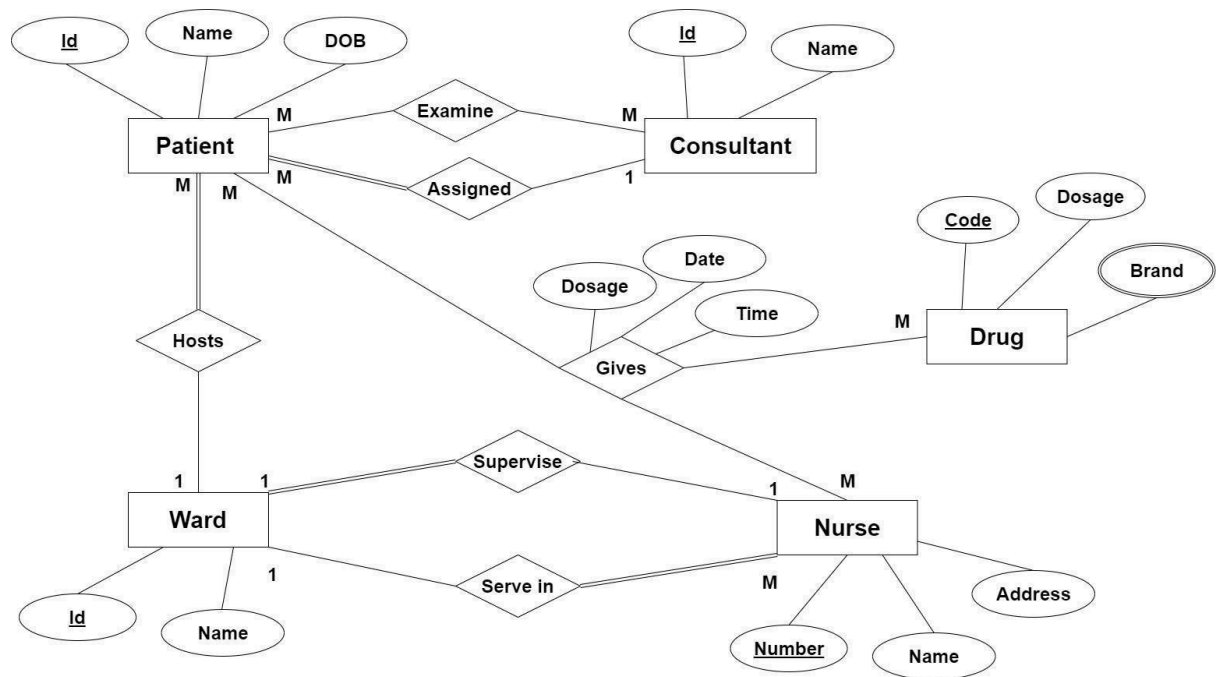 Id
Name
DOB
Id
Name
M
Examine
M
Patient
Consultant
M
M
M
Assigned
1
Code
Dosage
Brand
Dosage
Date
Time
M
Drug
Hosts
Gives
1
1
Supervise
1
M
Ward
Nurse
1
Serve in
M
Id
Name
Number
Name
Address